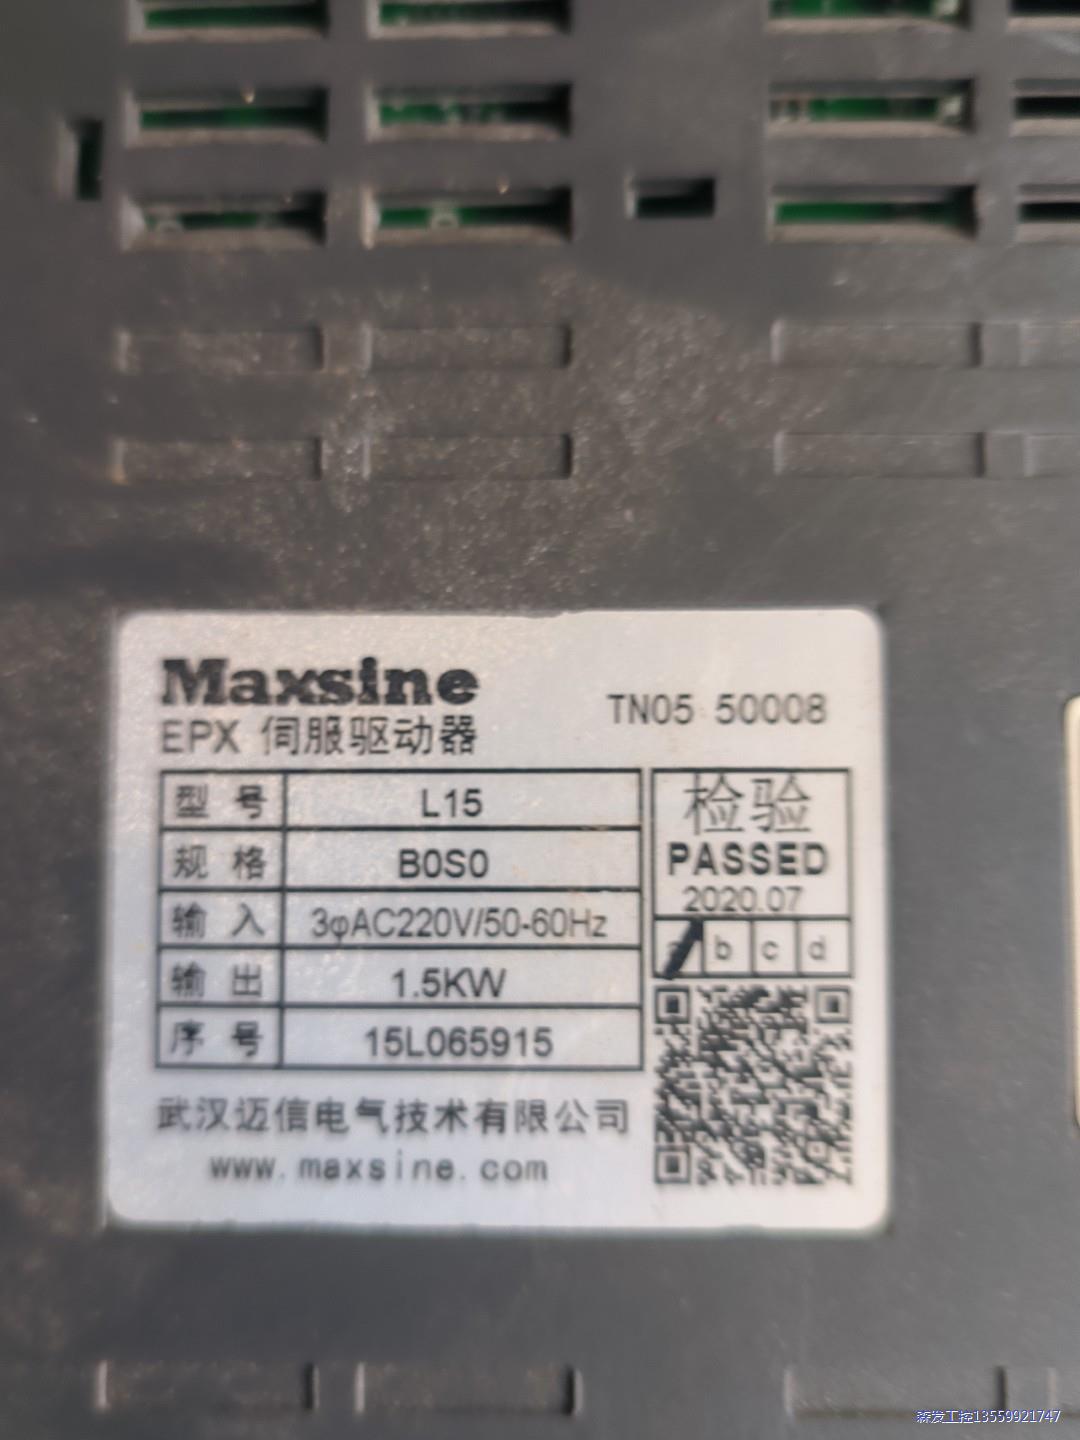 Maxsine
EPX 伺服驱动器
TN05 50008
型号 L15
规格 B0S0
输入 3φAC220V/50-60Hz
输出 1.5KW
序号 15L065915
检验
PASSED
2020.07
a b c d
武汉迈信电气技术有限公司
www.maxsine.com
森发工控13559921747